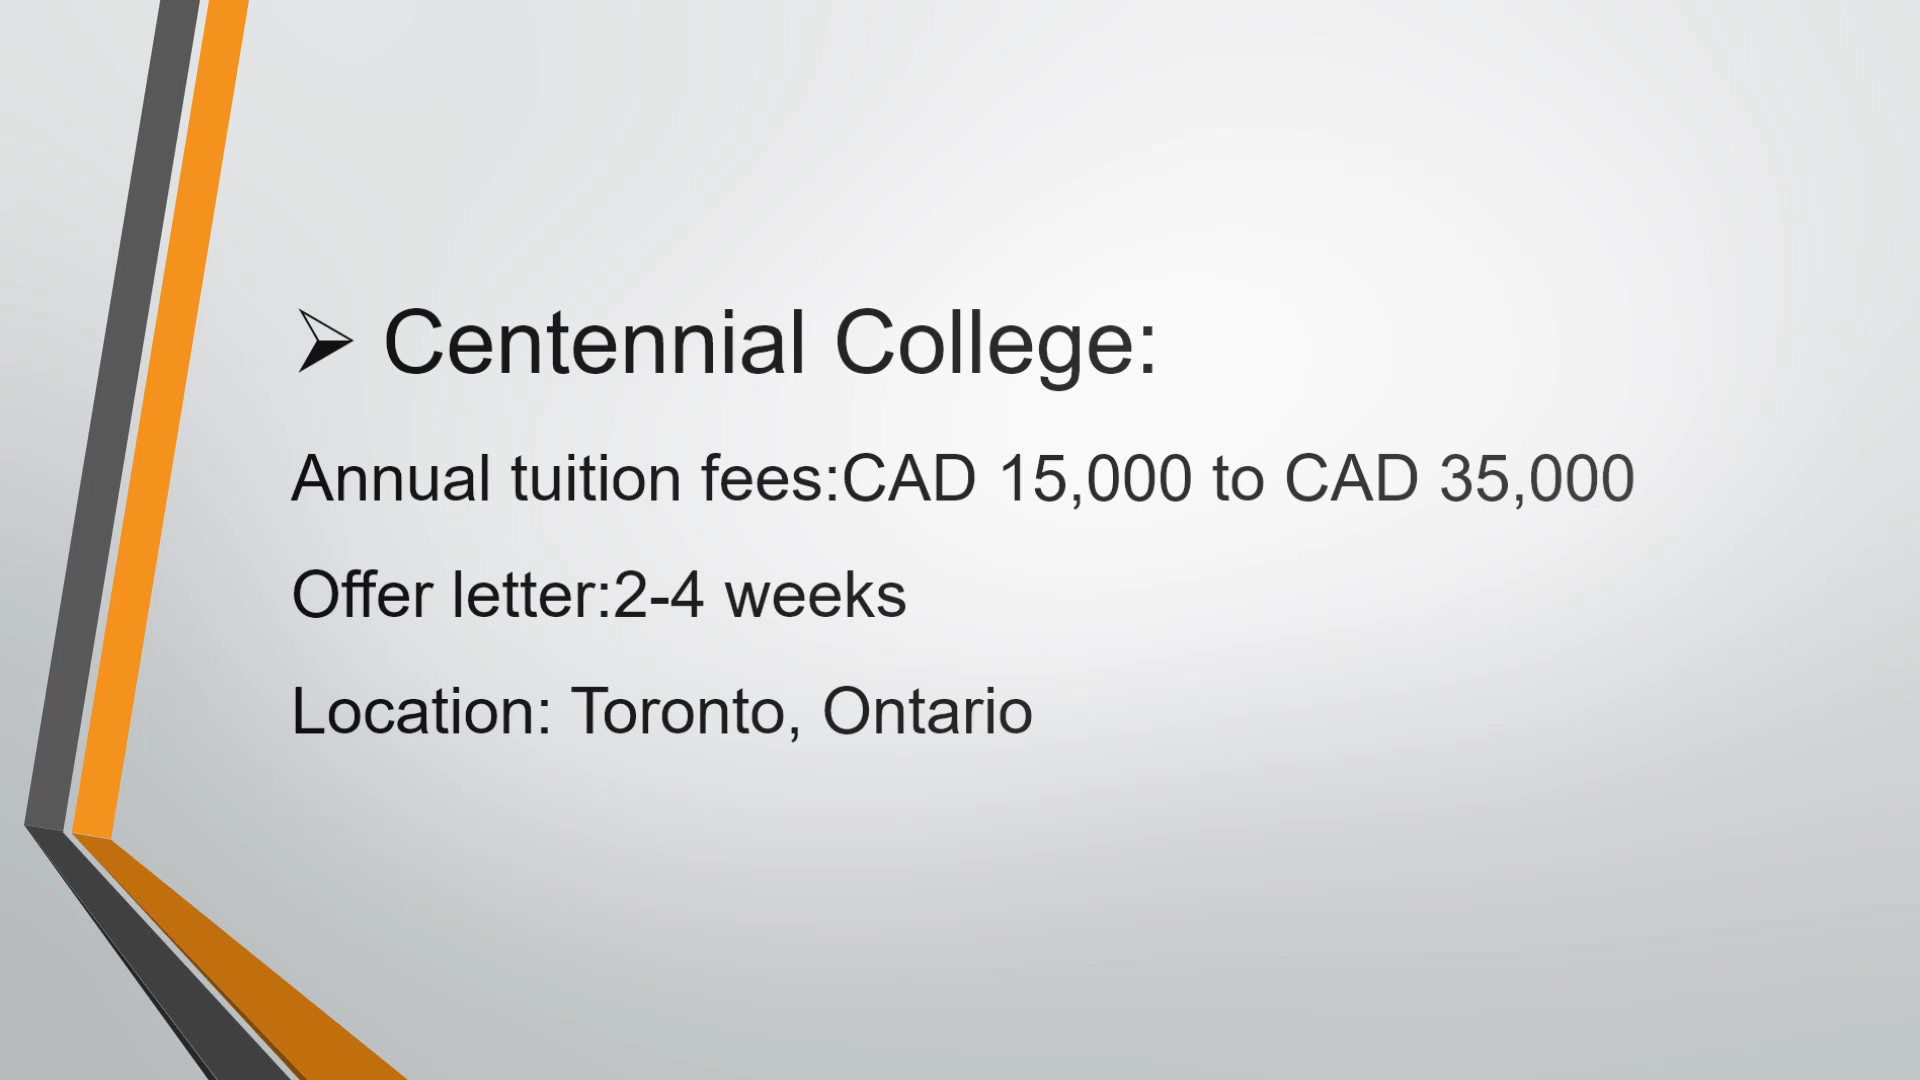 ➢ Centennial College:
Annual tuition fees:CAD 15,000 to CAD 35,000
Offer letter:2-4 weeks
Location: Toronto, Ontario